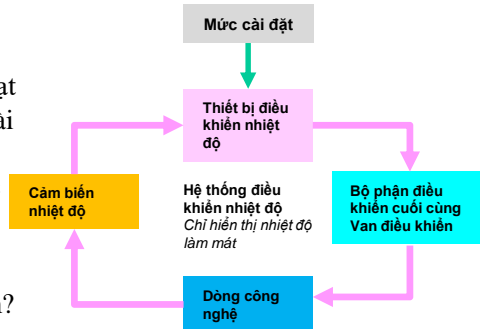 Mức cài đặt
ạt
ài
Thiết bị điều
khiển nhiệt
độ
Cảm biến
nhiệt độ
Hệ thống điều
khiển nhiệt độ
Chỉ hiển thị nhiệt độ
làm mát
Bộ phận điều
khiển cuối cùng
Van điều khiển
Dòng công
nghệ
?